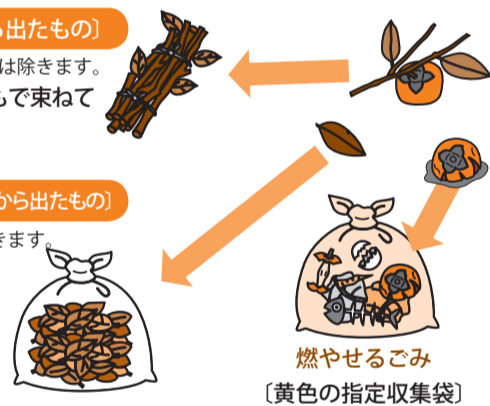 ら出たもの〕
は除きます。
もで束ねて
から出たもの〕
きます。
燃やせるごみ
〔黄色の指定収集袋〕